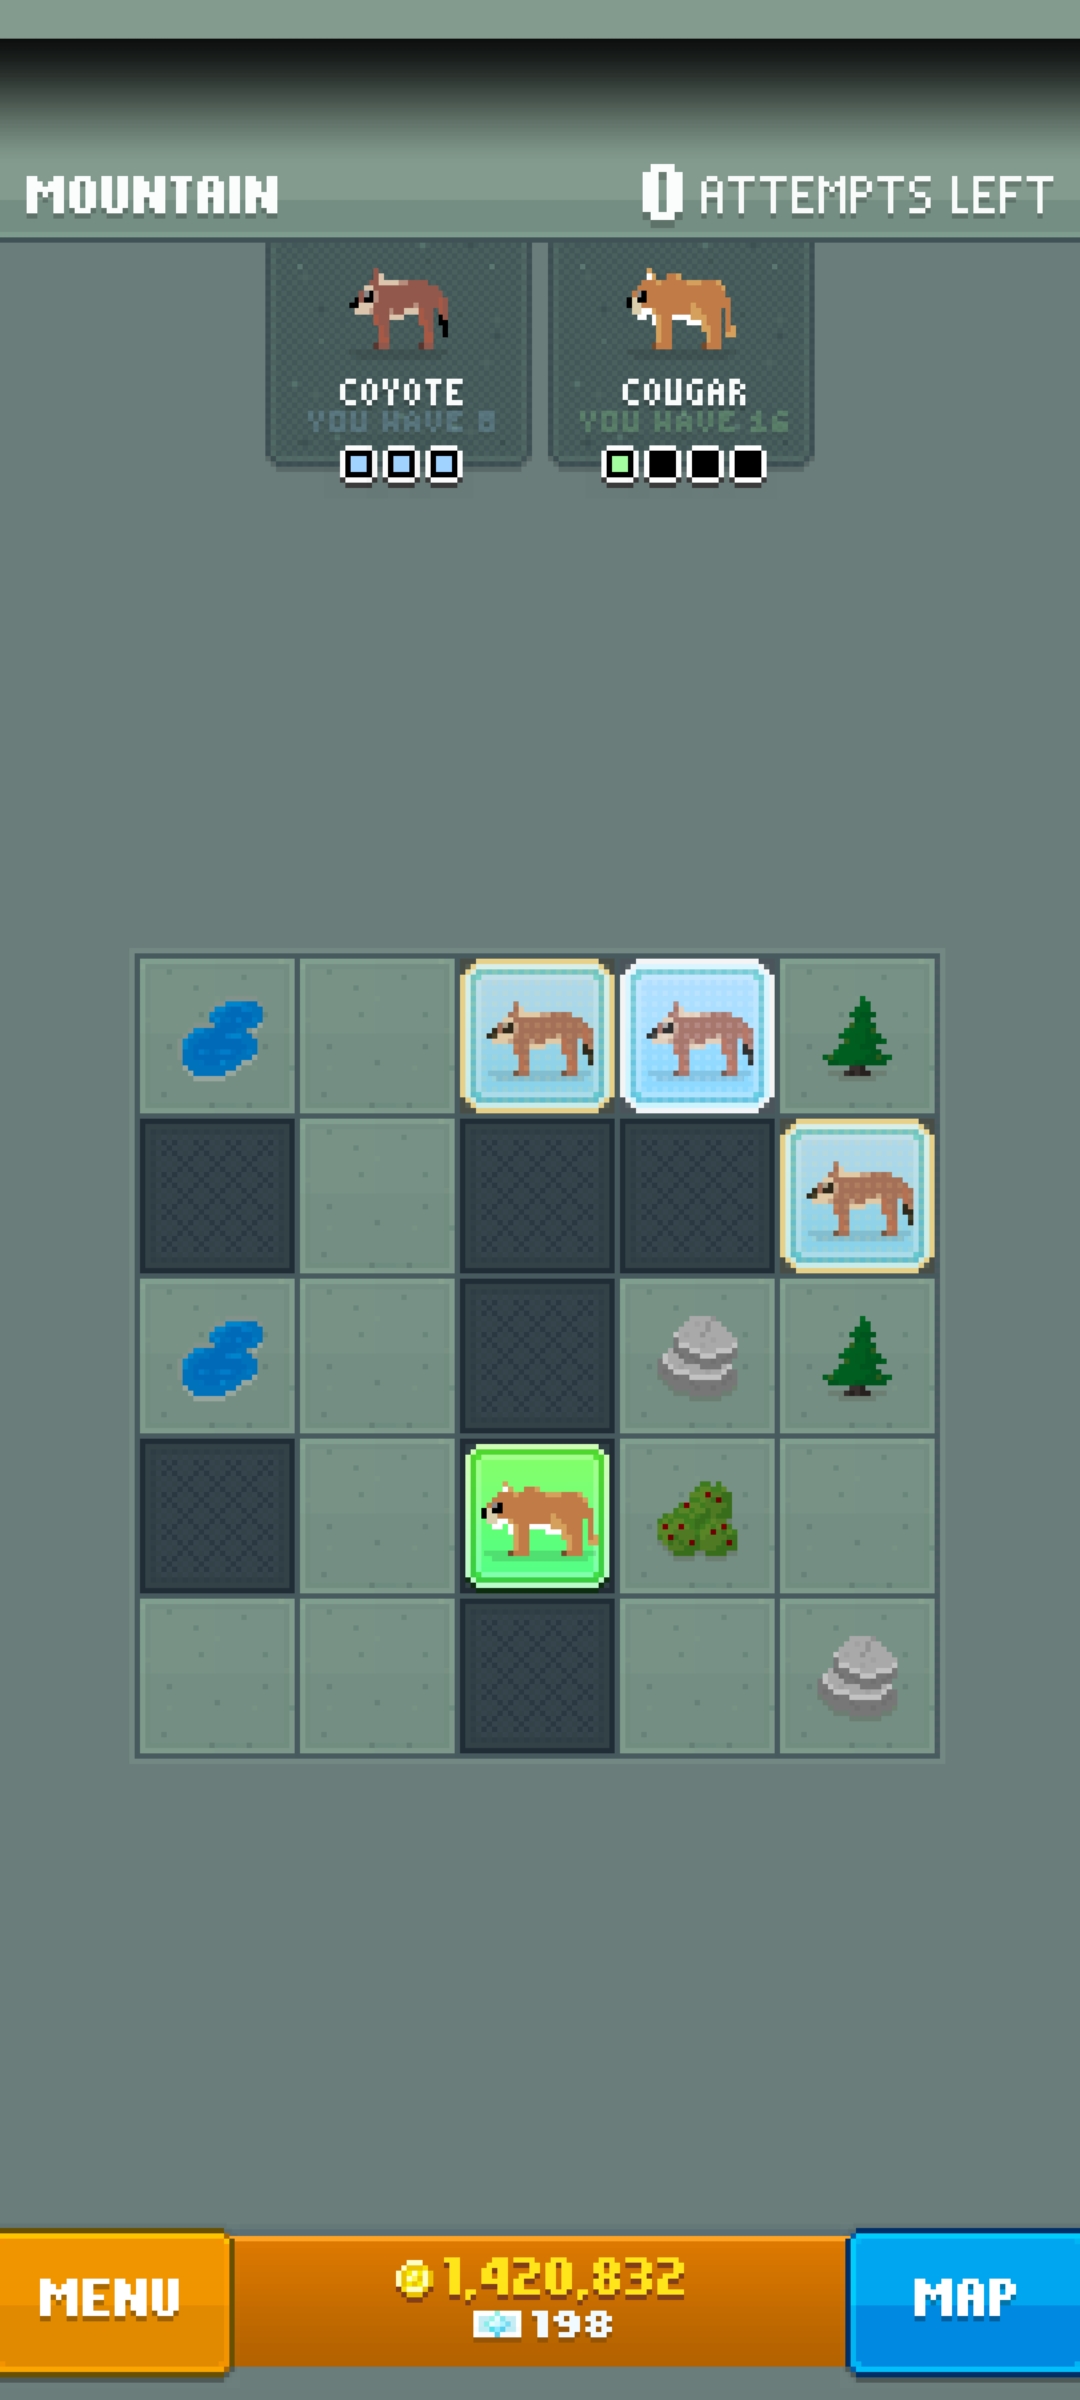 MOUNTAIN
0 ATTEMPTS LEFT
COYOTE
YOU HAVE 8
COUGAR
YOU HAVE 16
MENU
1,420,832
198
MAP